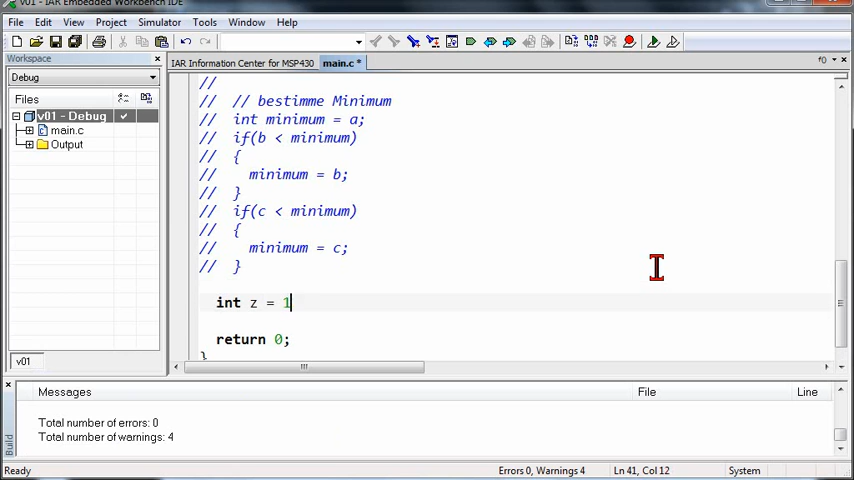 v01 - IAR Embedded Workbench IDE
File Edit View Project Simulator Tools Window Help
Workspace
IAR Information Center for MSP430 main.c * f0
Debug
Files
v01 - Debug
main.c
Output
v01
//
// // bestimme Minimum
// int minimum = a;
// if(b < minimum)
// {
// minimum = b;
// }
// if(c < minimum)
// {
// minimum = c;
// }
int z = 1
return 0;
}
Messages File Line
Total number of errors: 0
Total number of warnings: 4
Build
Ready Errors 0, Warnings 4 Ln 41, Col 12 System